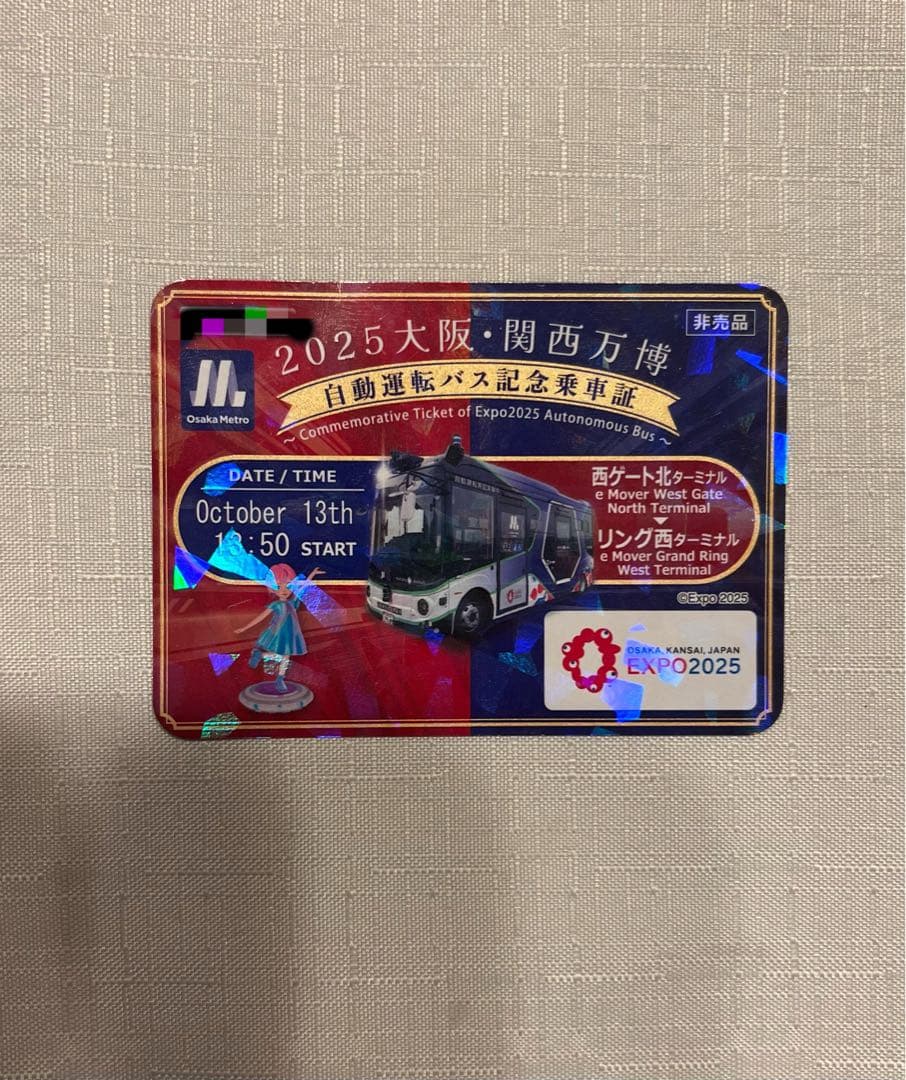 2025大阪・関西万博
非売品
自動運転バス記念乗車証
Osaka Metro
~ Commemorative Ticket of Expo2025 Autonomous Bus ~
DATE / TIME
October 13th
:50 START
西ゲート北ターミナル
e Mover West Gate
North Terminal
リング西ターミナル
e Mover Grand Ring
West Terminal
©Expo 2025
OSAKA, KANSAI, JAPAN
EXPO2025